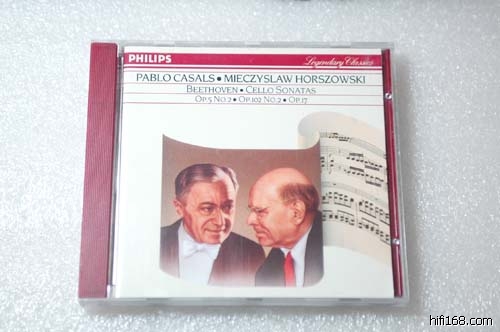 PHILIPS
Legendary Classics
PABLO CASALS • MIECZYSLAW HORSZOWSKI
BEETHOVEN • CELLO SONATAS
OP.5 NO.2 • OP.102 NO.2 • OP.17
hifi168.com